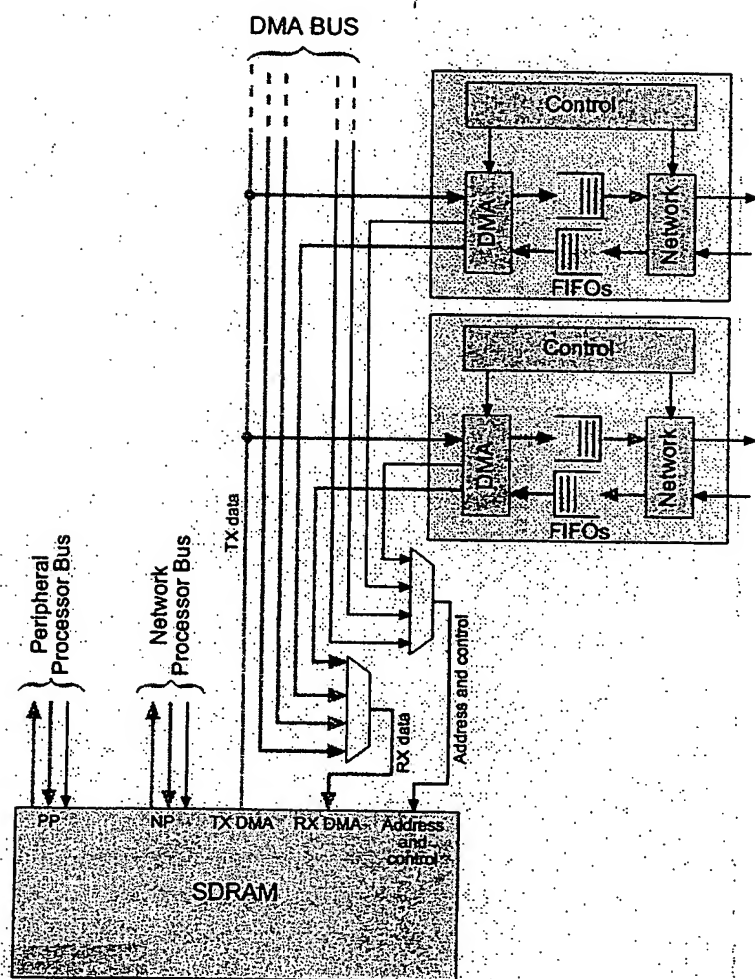 DMA BUS
Control
DMA
Network
FIFOs
Control
DMA
Network
FIFOs
TX data
Peripheral
Processor Bus
Network
Processor Bus
Address and control
RX data
PP
NP
TX DMA
RX DMA
Address
and
control
SDRAM